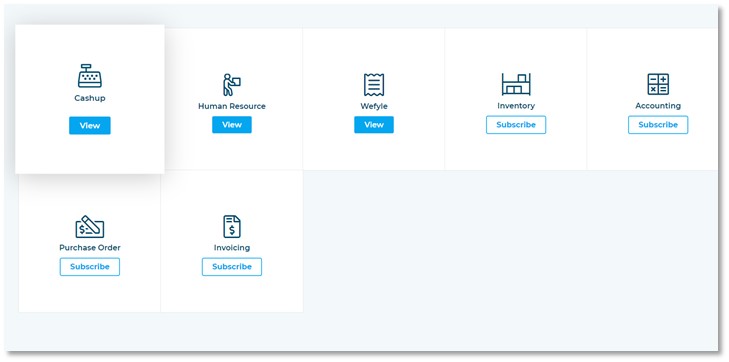 Cashup
View
Human Resource
View
Wefyle
View
Inventory
Subscribe
Accounting
Subscribe
Purchase Order
Subscribe
Invoicing
Subscribe